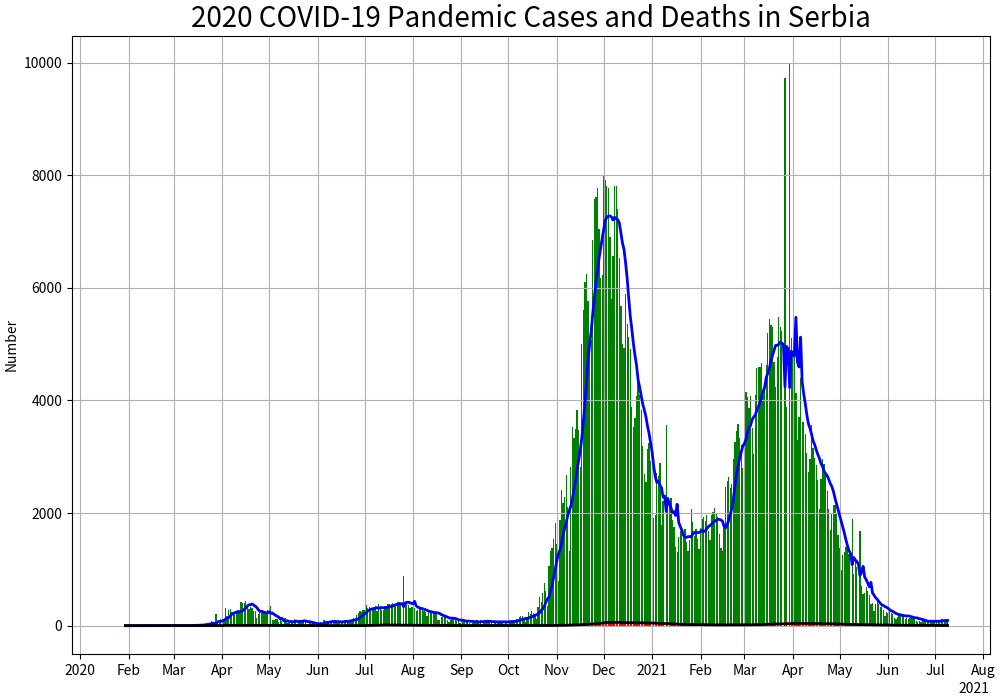 2020 COVID-19 Pandemic Cases and Deaths in Serbia
Number
10000
8000
6000
4000
2000
0
2020 Feb Mar Apr May Jun Jul Aug Sep Oct Nov Dec 2021 Feb Mar Apr May Jun Jul Aug
2021